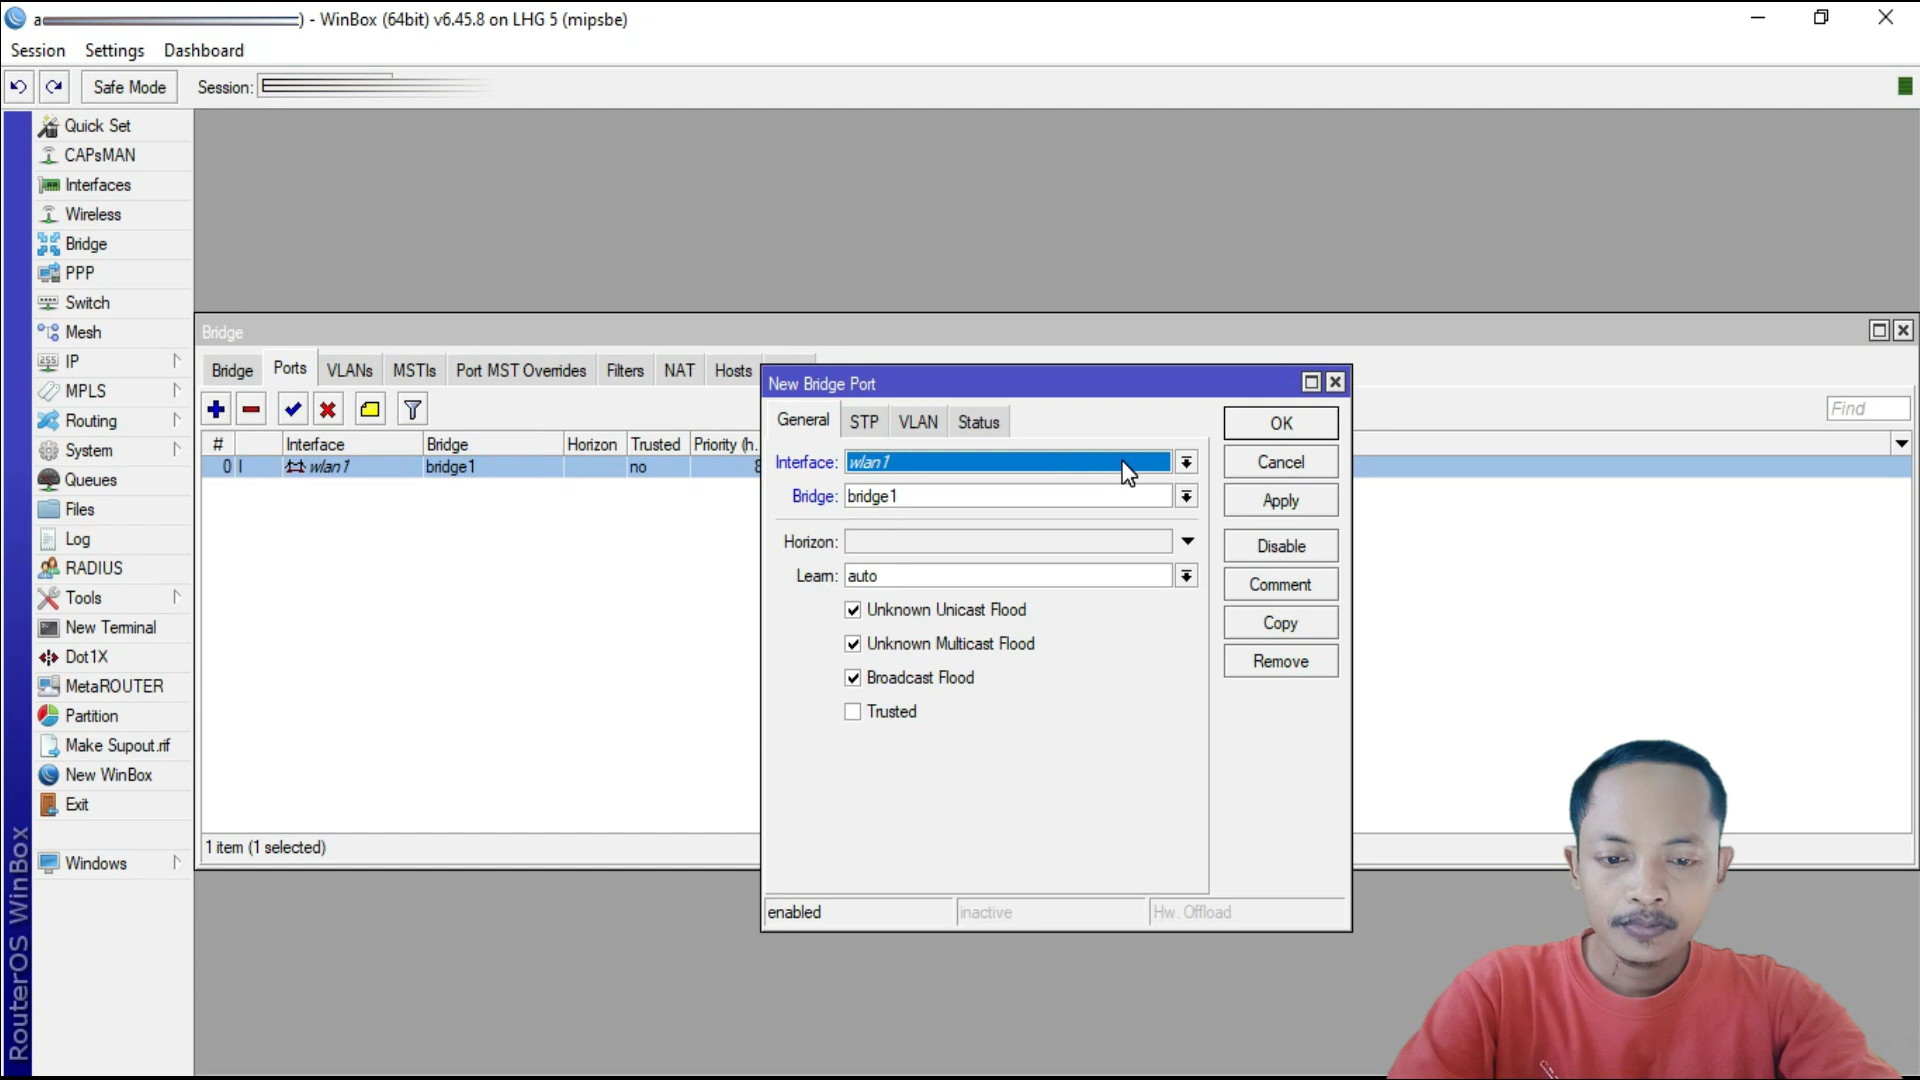 a
) - WinBox (64bit) v6.45.8 on LHG 5 (mipsbe)
Session Settings Dashboard
Safe Mode Session:
Quick Set
CAPsMAN
Interfaces
Wireless
Bridge
PPP
Switch
Mesh
IP
MPLS
Routing
System
Queues
Files
Log
RADIUS
Tools
New Terminal
Dot1X
MetaROUTER
Partition
Make Supout.rif
New WinBox
Exit
Windows
RouterOS WinBox
Bridge
Bridge Ports VLANs MSTIs Port MST Overrides Filters NAT Hosts
Find
# Interface Bridge Horizon Trusted Priority (h.
0 I wlan1 bridge1 no 8
1 item (1 selected)
New Bridge Port
General STP VLAN Status
Interface: wlan1
Bridge: bridge1
Horizon:
Learn: auto
Unknown Unicast Flood
Unknown Multicast Flood
Broadcast Flood
Trusted
OK
Cancel
Apply
Disable
Comment
Copy
Remove
enabled inactive Hw. Offload